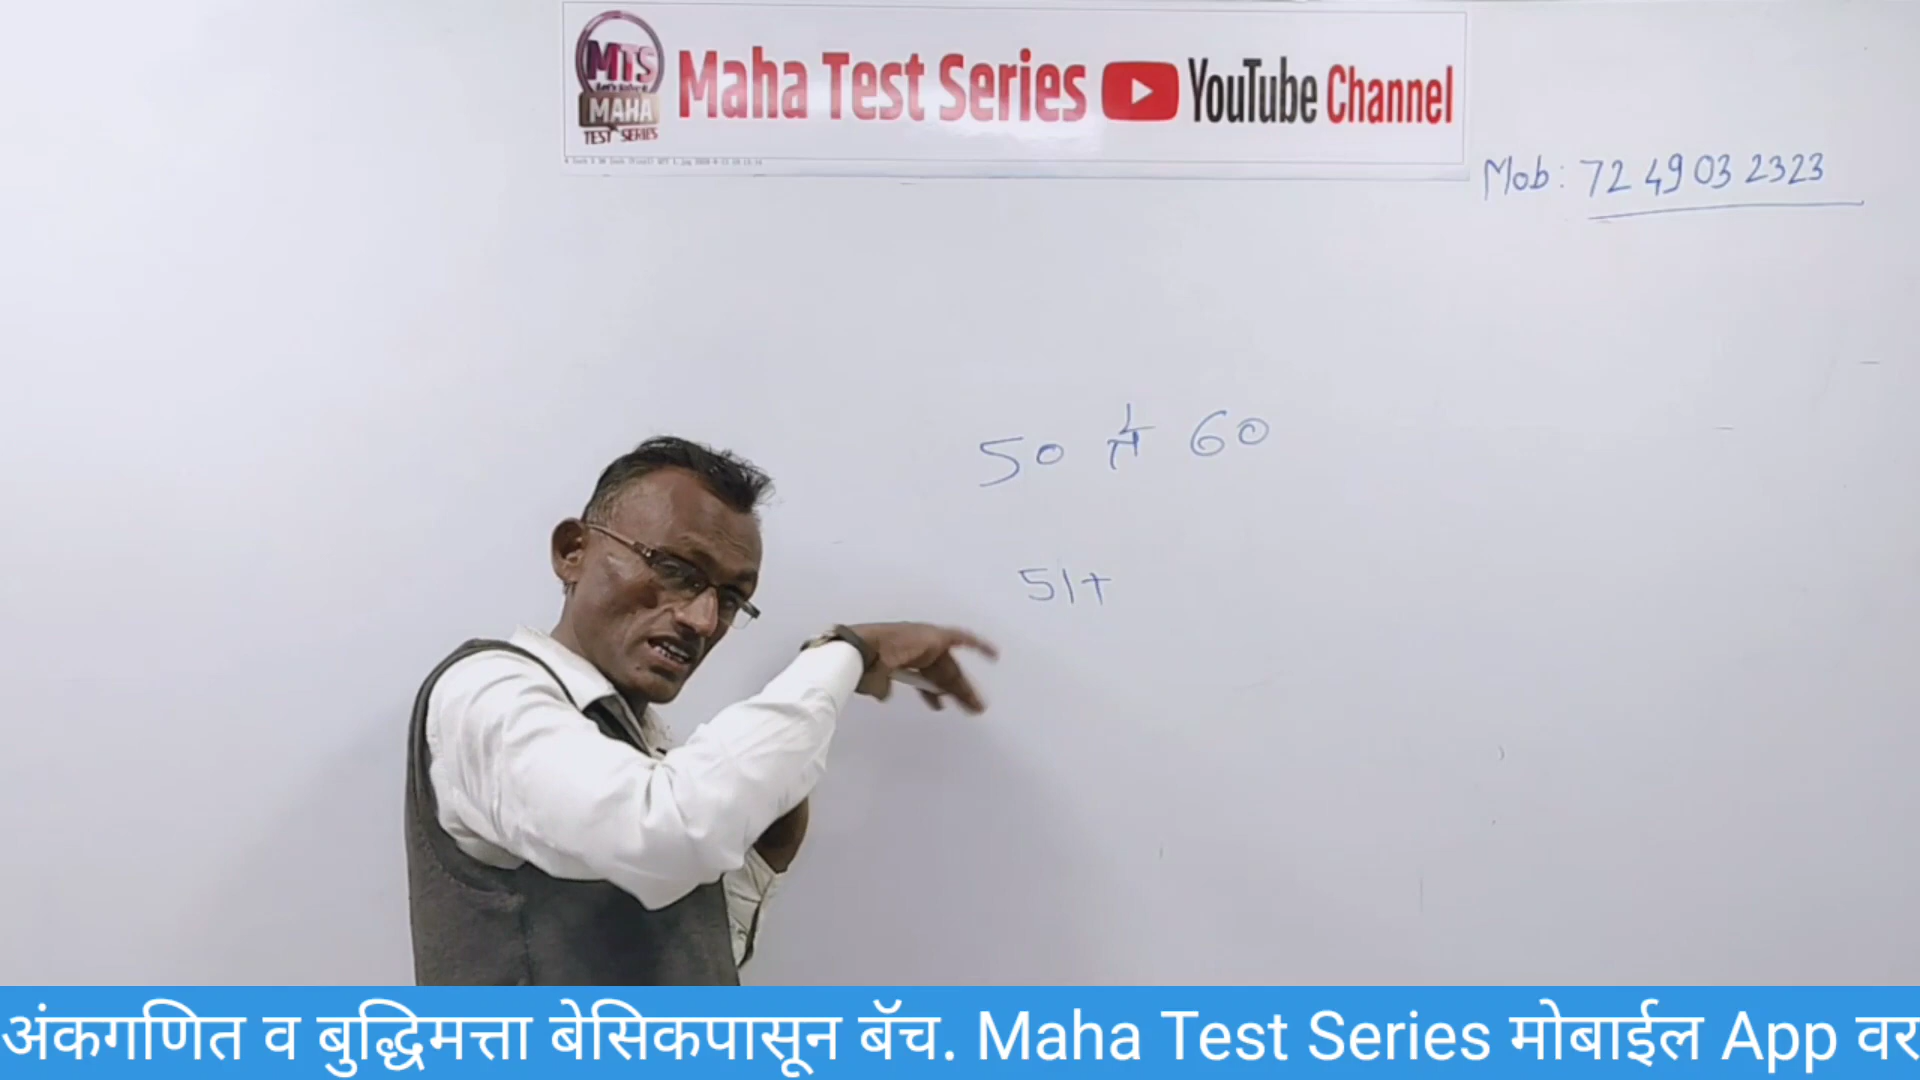 MTS
MAHA
TEST SERIES
Maha Test Series YouTube Channel
Mob: 72 49 03 2323
50 ते 60
51+
अंकगणित व बुद्धिमत्ता बेसिकपासून बॅच. Maha Test Series मोबाईल App वर